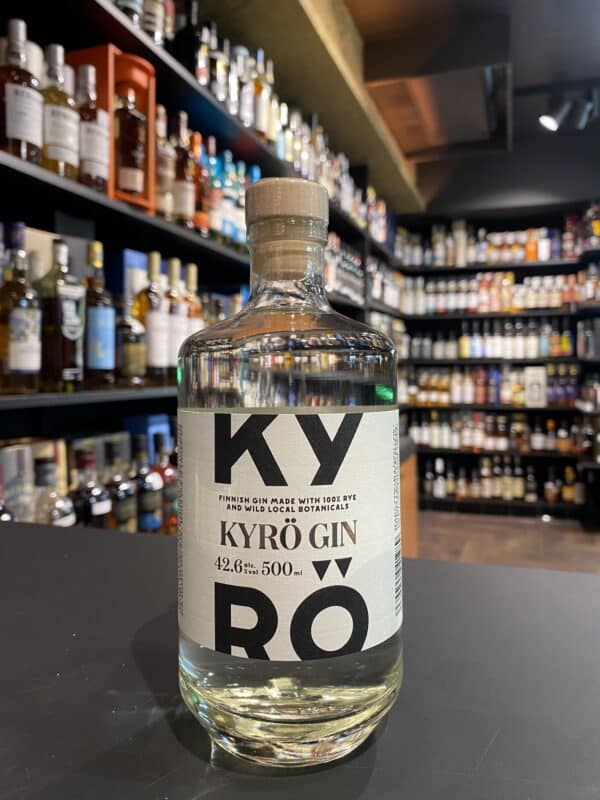 KY
FINNISH GIN MADE WITH 100% RYE
AND WILD LOCAL BOTANICALS
KYRÖ GIN
42.6 alc. %vol 500 ml
RÖ